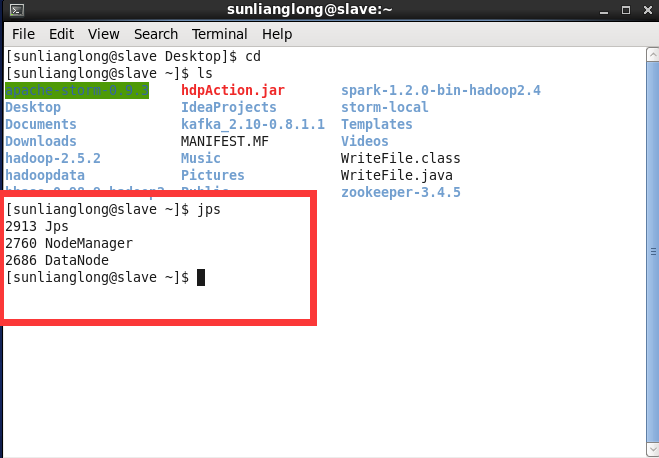 sunlianglong@slave:~
File Edit View Search Terminal Help
[sunlianglong@slave Desktop]$ cd
[sunlianglong@slave ~]$ ls
apache-storm-0.9.3 hdpAction.jar spark-1.2.0-bin-hadoop2.4
Desktop IdeaProjects storm-local
Documents kafka_2.10-0.8.1.1 Templates
Downloads MANIFEST.MF Videos
hadoop-2.5.2 Music WriteFile.class
hadoopdata Pictures WriteFile.java
Public zookeeper-3.4.5
[sunlianglong@slave ~]$ jps
2913 Jps
2760 NodeManager
2686 DataNode
[sunlianglong@slave ~]$